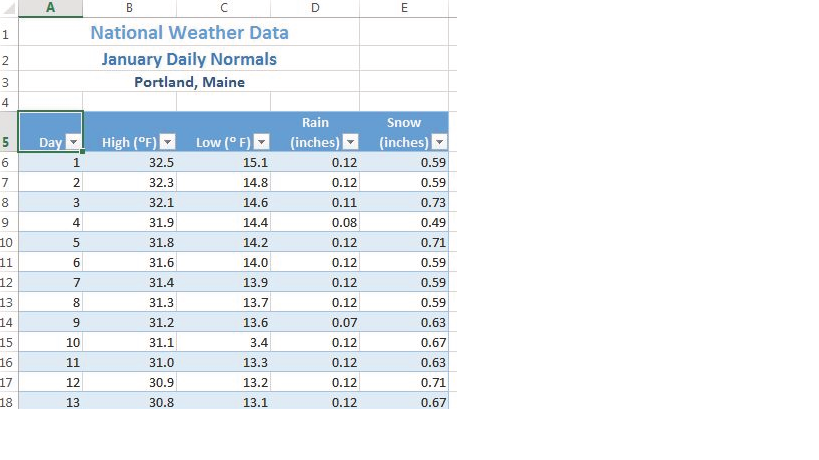 A B C D E
1 National Weather Data
2 January Daily Normals
3 Portland, Maine
4
Rain Snow
5 Day High (ºF) Low (º F) (inches) (inches)
6 1 32.5 15.1 0.12 0.59
7 2 32.3 14.8 0.12 0.59
8 3 32.1 14.6 0.11 0.73
9 4 31.9 14.4 0.08 0.49
10 5 31.8 14.2 0.12 0.71
11 6 31.6 14.0 0.12 0.59
12 7 31.4 13.9 0.12 0.59
13 8 31.3 13.7 0.12 0.59
14 9 31.2 13.6 0.07 0.63
15 10 31.1 3.4 0.12 0.67
16 11 31.0 13.3 0.12 0.63
17 12 30.9 13.2 0.12 0.71
18 13 30.8 13.1 0.12 0.67